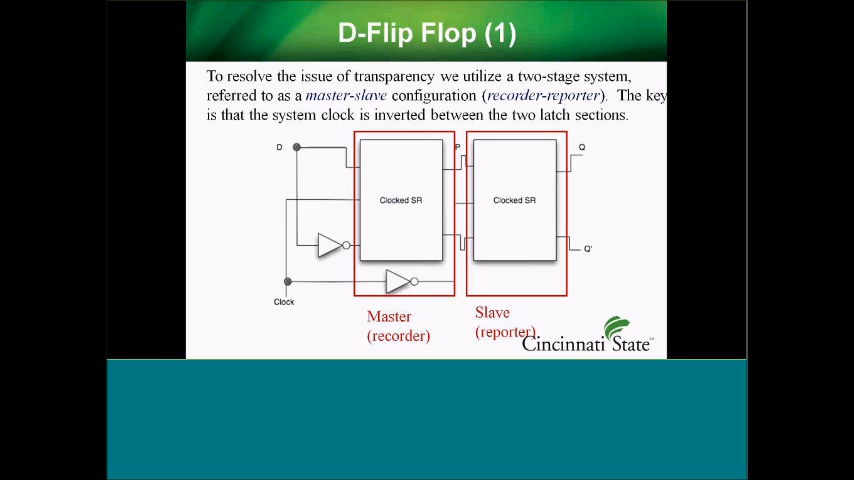 D-Flip Flop (1)
To resolve the issue of transparency we utilize a two-stage system,
referred to as a master-slave configuration (recorder-reporter). The key
is that the system clock is inverted between the two latch sections.
D
P
Q
Clocked SR
Clocked SR
Q'
Clock
Master
(recorder)
Slave
(reporter)
Cincinnati State